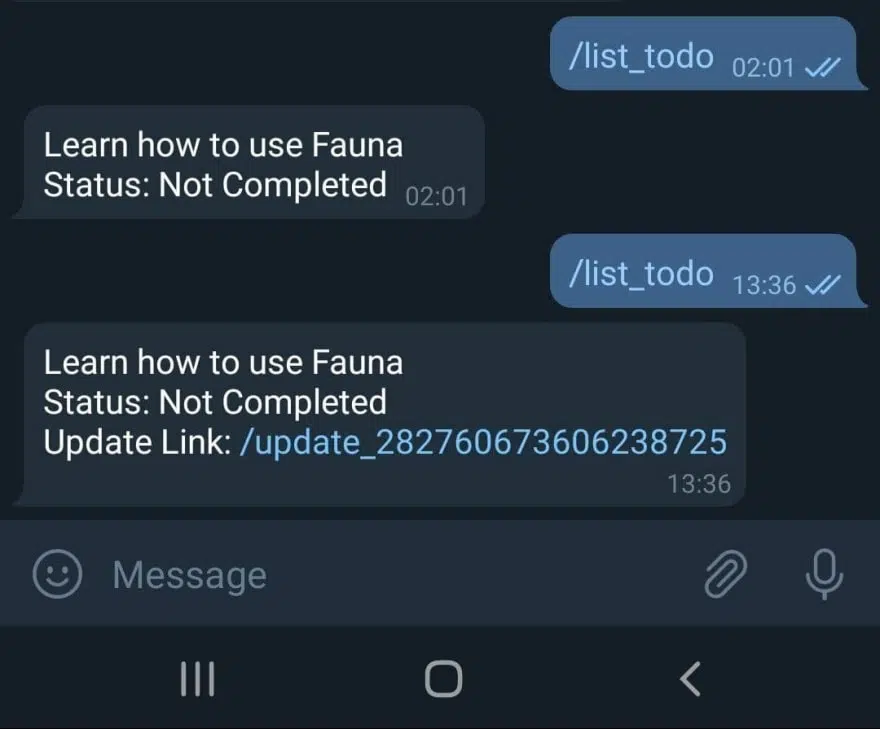 /list_todo 02:01
Learn how to use Fauna
Status: Not Completed 02:01
/list_todo 13:36
Learn how to use Fauna
Status: Not Completed
Update Link: /update_282760673606238725
13:36
Message